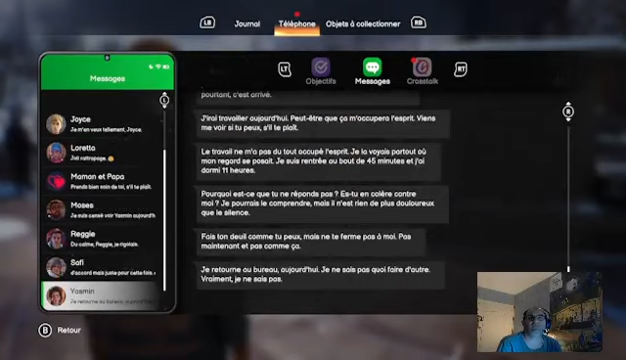 LB Journal Téléphone Objets à collectionner RB
Messages
LT Objectifs Messages Crosstalk RT
L
R
Joyce
Je m'en veux tellement, Joyce.
Loretta
J'ai rattrapage.
Maman et Papa
Prends bien soin de toi, s'il te plaît.
Moses
Je suis censé voir Yasmin aujourd'h
Reggie
Du calme, Reggie, je rigolais.
Safi
d'accord mais juste pour cette fois
Yasmin
Je retourne au bureau, aujourd'hui. Je ne
pourtant, c'est arrivé.
J'irai travailler aujourd'hui. Peut-être que ça m'occupera l'esprit. Viens
me voir si tu peux, s'il te plaît.
Le travail ne m'a pas du tout occupé l'esprit. Je la voyais partout où
mon regard se posait. Je suis rentrée au bout de 45 minutes et j'ai
dormi 11 heures.
Pourquoi est-ce que tu ne réponds pas ? Es-tu en colère contre
moi ? Je pourrais le comprendre, mais il n'est rien de plus douloureux
que le silence.
Fais ton deuil comme tu peux, mais ne te ferme pas à moi. Pas
maintenant et pas comme ça.
Je retourne au bureau, aujourd'hui. Je ne sais pas quoi faire d'autre.
Vraiment, je ne sais pas.
B Retour